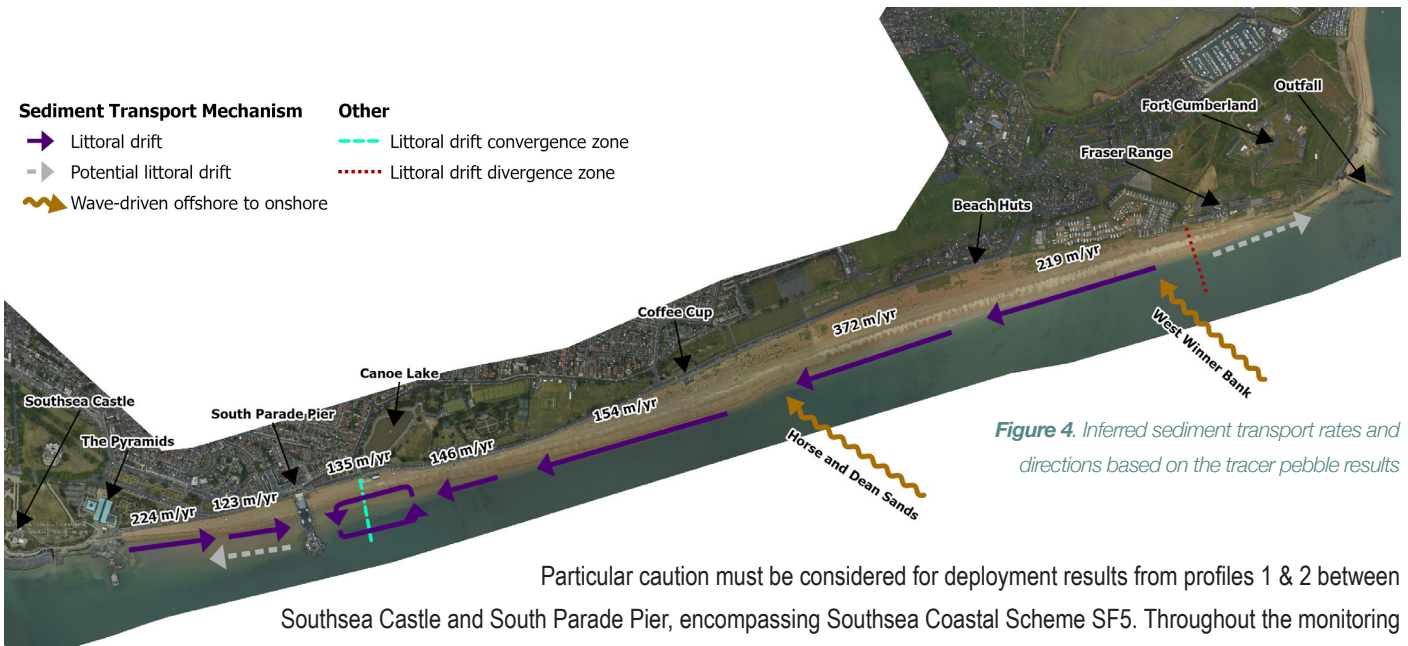 Sediment Transport Mechanism
Littoral drift
Potential littoral drift
Wave-driven offshore to onshore
Other
Littoral drift convergence zone
Littoral drift divergence zone
Outfall
Fort Cumberland
Fraser Range
Beach Huts
219 m/yr
Coffee Cup
372 m/yr
West Winner Bank
Canoe Lake
154 m/yr
Horse and Dean Sands
Southsea Castle
South Parade Pier
The Pyramids
135 m/yr
146 m/yr
123 m/yr
224 m/yr
Figure 4. Inferred sediment transport rates and
directions based on the tracer pebble results
Particular caution must be considered for deployment results from profiles 1 & 2 between
Southsea Castle and South Parade Pier, encompassing Southsea Coastal Scheme SF5. Throughout the monitoring